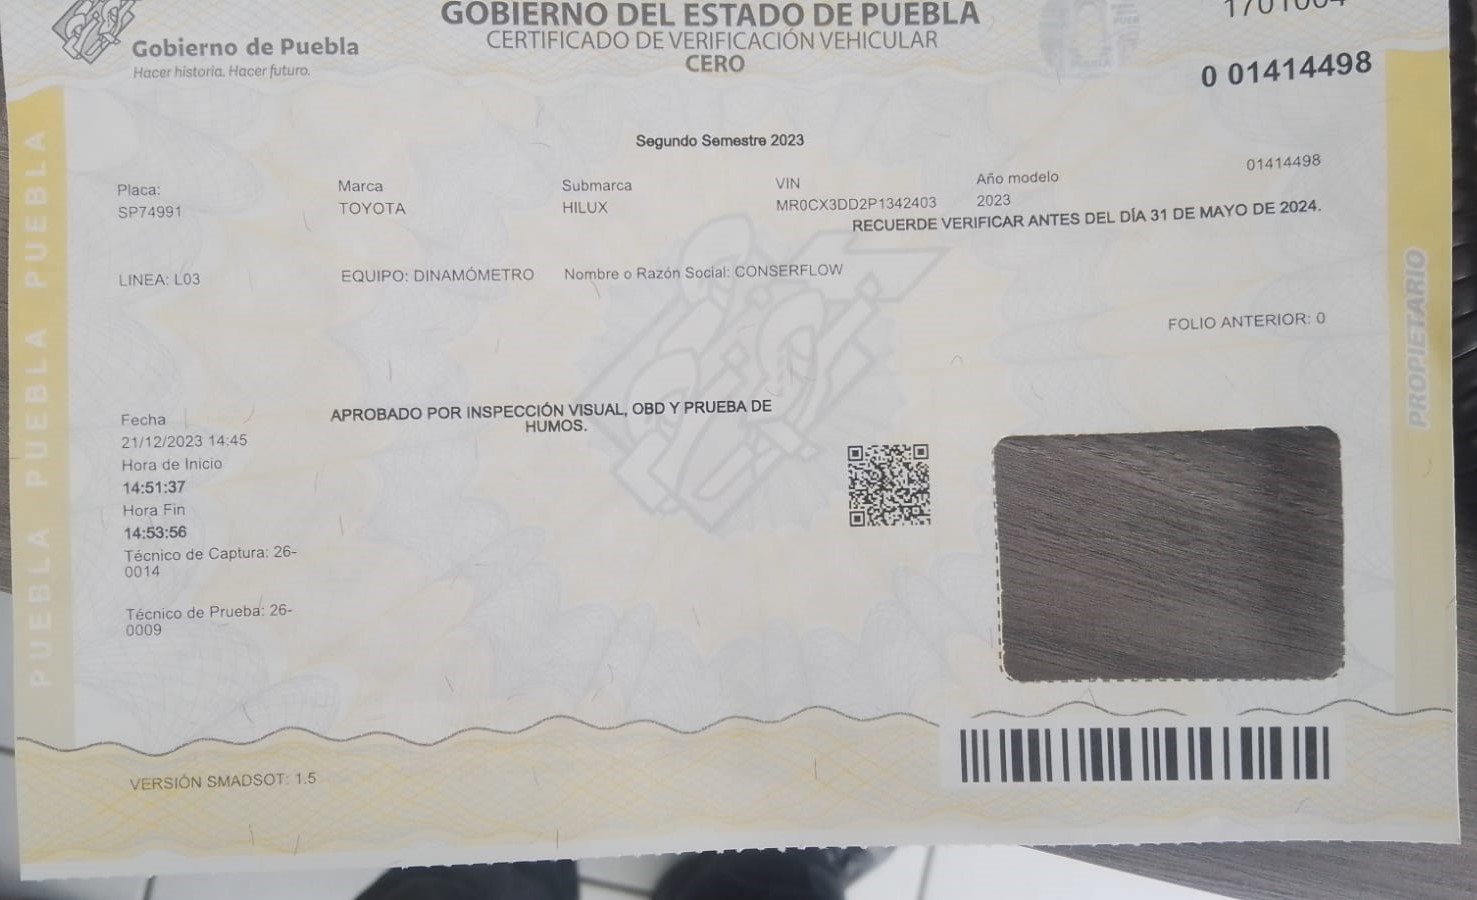 GOBIERNO DEL ESTADO DE PUEBLA
CERTIFICADO DE VERIFICACIÓN VEHICULAR
CERO
Gobierno de Puebla
Hacer historia. Hacer futuro.
0 01414498
Segundo Semestre 2023
01414498
Placa:
SP74991
Marca
TOYOTA
Submarca
HILUX
VIN
MR0CX3DD2P1342403
Año modelo
2023
RECUERDE VERIFICAR ANTES DEL DÍA 31 DE MAYO DE 2024.
LINEA: L03
EQUIPO: DINAMÓMETRO
Nombre o Razón Social: CONSERFLOW
FOLIO ANTERIOR: 0
APROBADO POR INSPECCIÓN VISUAL, OBD Y PRUEBA DE
HUMOS.
Fecha
21/12/2023 14:45
Hora de Inicio
14:51:37
Hora Fin
14:53:56
Técnico de Captura: 26-
0014
Técnico de Prueba: 26-
0009
VERSIÓN SMADSOT: 1.5
PUEBLA PUEBLA PUEBLA PUEBLA
PROPIETARIO